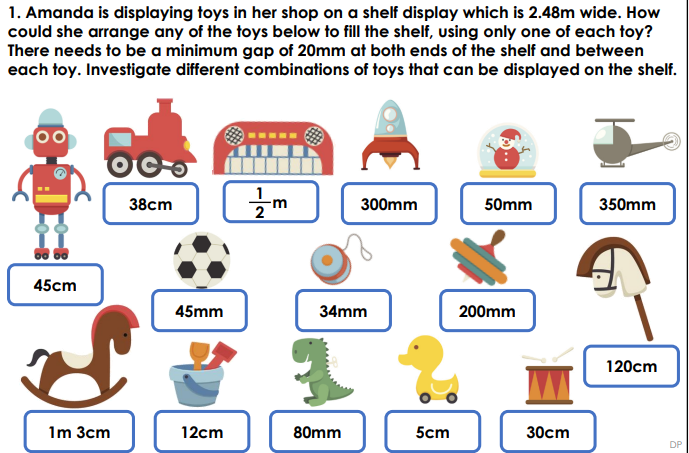 1. Amanda is displaying toys in her shop on a shelf display which is 2.48m wide. How
could she arrange any of the toys below to fill the shelf, using only one of each toy?
There needs to be a minimum gap of 20mm at both ends of the shelf and between
each toy. Investigate different combinations of toys that can be displayed on the shelf.
38cm
1/2 m
300mm
50mm
350mm
45cm
45mm
34mm
200mm
120cm
1m 3cm
12cm
80mm
5cm
30cm
DP